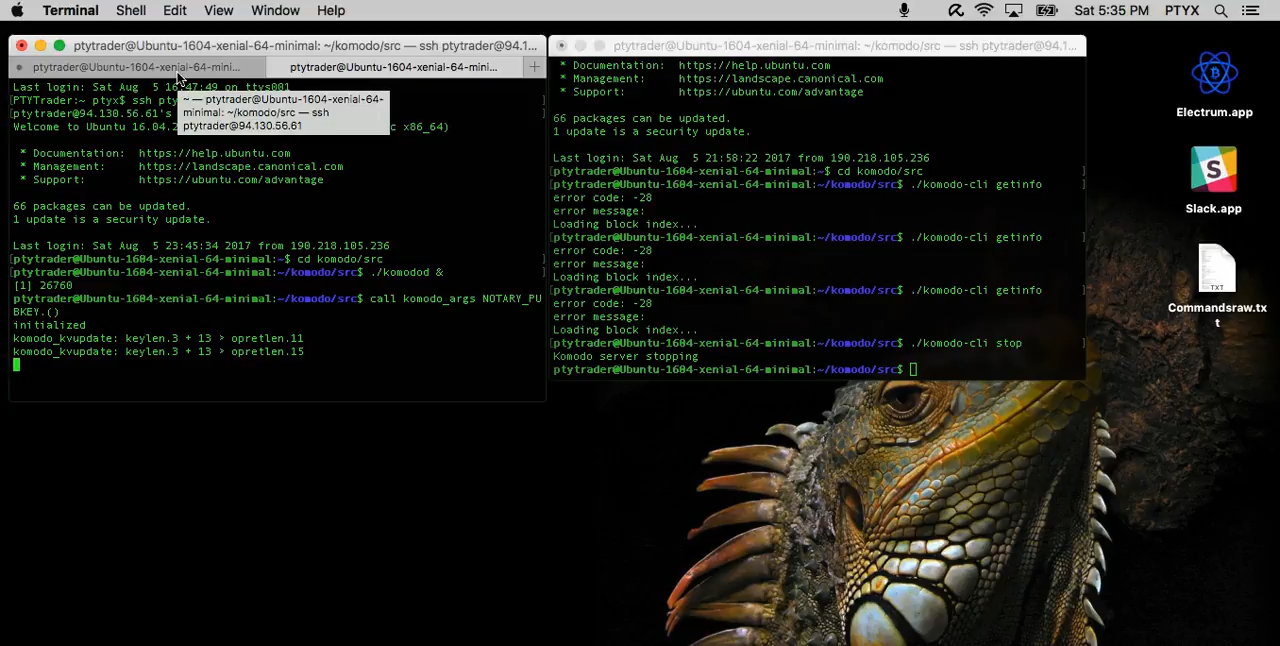 Terminal Shell Edit View Window Help Sat 5:35 PM PTYX
ptytrader@Ubuntu-1604-xenial-64-minimal: ~/komodo/src — ssh ptytrader@94.1...
ptytrader@Ubuntu-1604-xenial-64-mini... ptytrader@Ubuntu-1604-xenial-64-mini...
Last login: Sat Aug  5 16:47:49 on ttys001
[PTYTrader:~ ptyx$ ssh pty
[ptytrader@94.130.56.61's
Welcome to Ubuntu 16.04. c x86_64)
 * Documentation:  https://help.ubuntu.com
 * Management:     https://landscape.canonical.com
 * Support:        https://ubuntu.com/advantage
66 packages can be updated.
1 update is a security update.
Last login: Sat Aug  5 23:45:34 2017 from 190.218.105.236
[ptytrader@Ubuntu-1604-xenial-64-minimal:~$ cd komodo/src ]
[ptytrader@Ubuntu-1604-xenial-64-minimal:~/komodo/src$ ./komodod & ]
[1] 26760
ptytrader@Ubuntu-1604-xenial-64-minimal:~/komodo/src$ call komodo_args NOTARY_PU
BKEY.()
initialized
komodo_kvupdate: keylen.3 + 13 > opretlen.11
komodo_kvupdate: keylen.3 + 13 > opretlen.15
~ — ptytrader@Ubuntu-1604-xenial-64-
minimal: ~/komodo/src — ssh
ptytrader@94.130.56.61
ptytrader@Ubuntu-1604-xenial-64-minimal: ~/komodo/src — ssh ptytrader@94.1...
 * Documentation:  https://help.ubuntu.com
 * Management:     https://landscape.canonical.com
 * Support:        https://ubuntu.com/advantage
66 packages can be updated.
1 update is a security update.
Last login: Sat Aug  5 21:58:22 2017 from 190.218.105.236
[ptytrader@Ubuntu-1604-xenial-64-minimal:~$ cd komodo/src ]
[ptytrader@Ubuntu-1604-xenial-64-minimal:~/komodo/src$ ./komodo-cli getinfo ]
error code: -28
error message:
Loading block index...
[ptytrader@Ubuntu-1604-xenial-64-minimal:~/komodo/src$ ./komodo-cli getinfo ]
error code: -28
error message:
Loading block index...
[ptytrader@Ubuntu-1604-xenial-64-minimal:~/komodo/src$ ./komodo-cli getinfo ]
error code: -28
error message:
Loading block index...
[ptytrader@Ubuntu-1604-xenial-64-minimal:~/komodo/src$ ./komodo-cli stop ]
Komodo server stopping
ptytrader@Ubuntu-1604-xenial-64-minimal:~/komodo/src$
Electrum.app
Slack.app
TXT
Commandsraw.tx
t